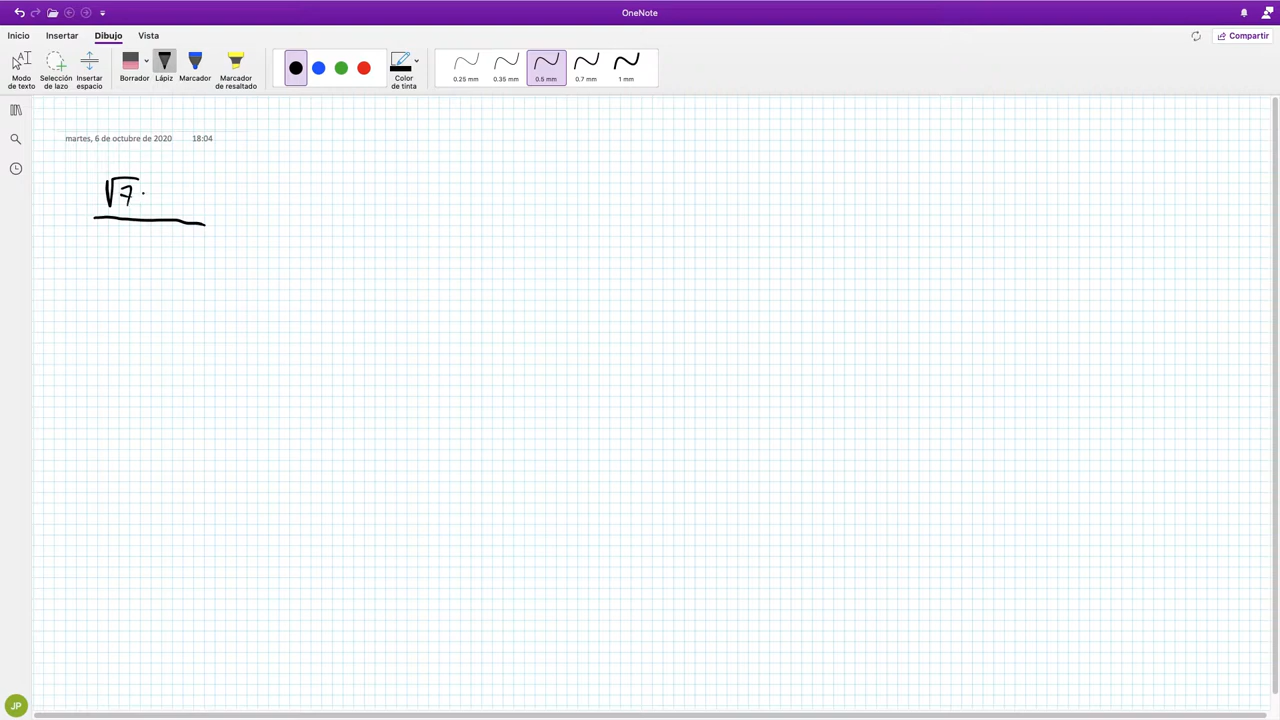 OneNote
Inicio Insertar Dibujo Vista
Compartir
Modo de texto
Selección de lazo
Insertar espacio
Borrador
Lápiz
Marcador
Marcador de resaltado
Color de tinta
0.25 mm
0.35 mm
0.5 mm
0.7 mm
1 mm
martes, 6 de octubre de 2020 18:04
√7 ·
JP